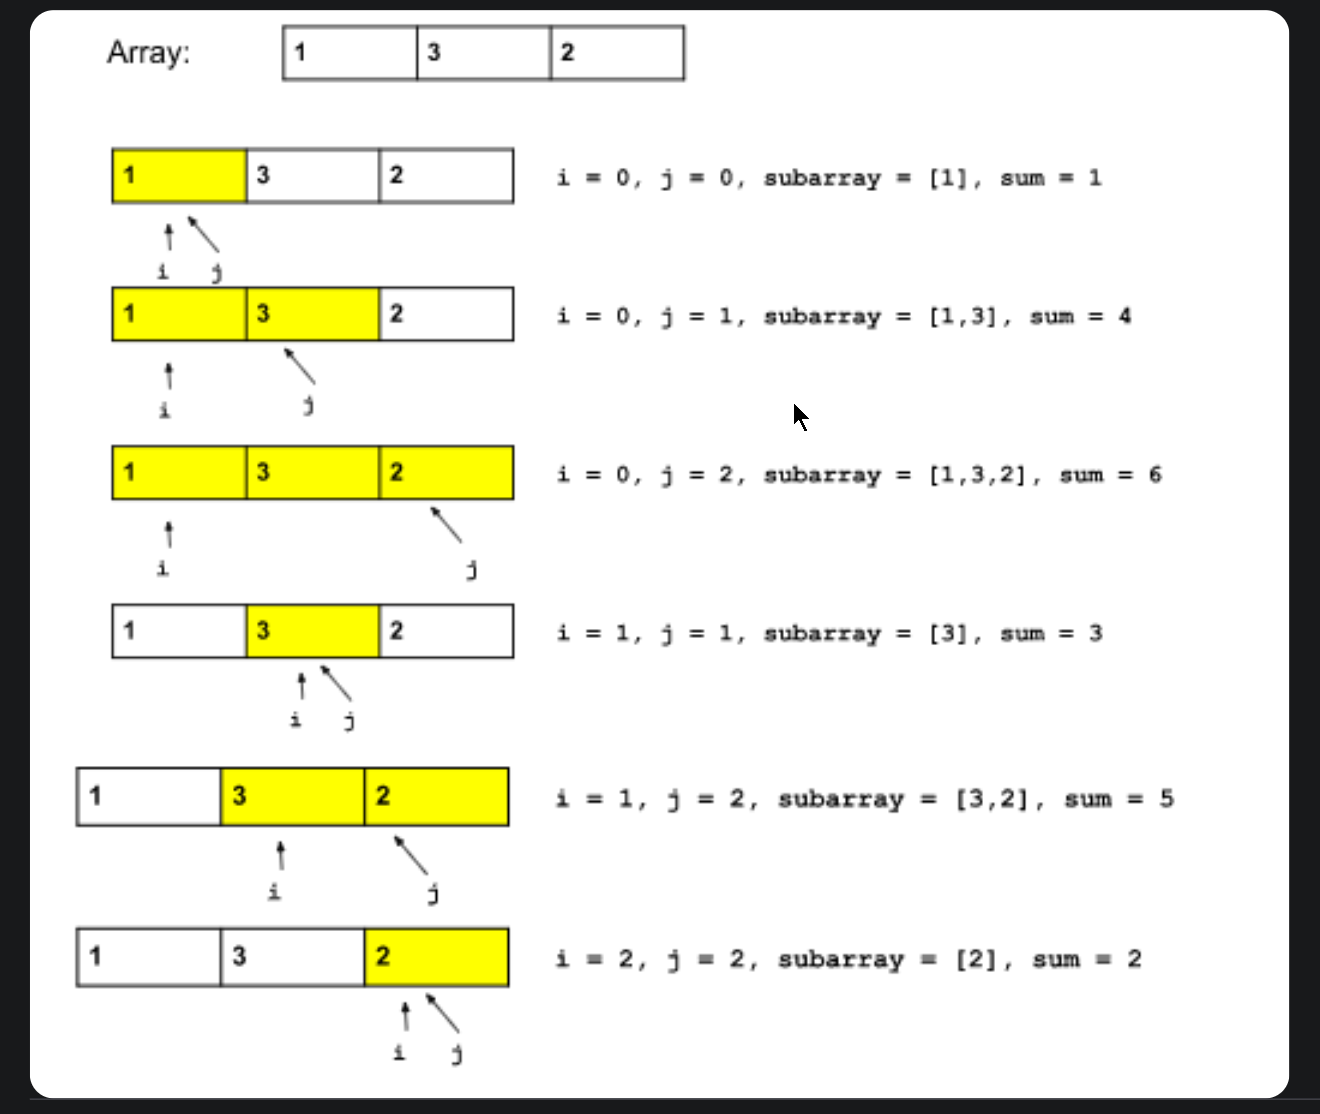 Array: 1 3 2
1 3 2 i = 0, j = 0, subarray = [1], sum = 1
i j
1 3 2 i = 0, j = 1, subarray = [1,3], sum = 4
i j
1 3 2 i = 0, j = 2, subarray = [1,3,2], sum = 6
i j
1 3 2 i = 1, j = 1, subarray = [3], sum = 3
i j
1 3 2 i = 1, j = 2, subarray = [3,2], sum = 5
i j
1 3 2 i = 2, j = 2, subarray = [2], sum = 2
i j